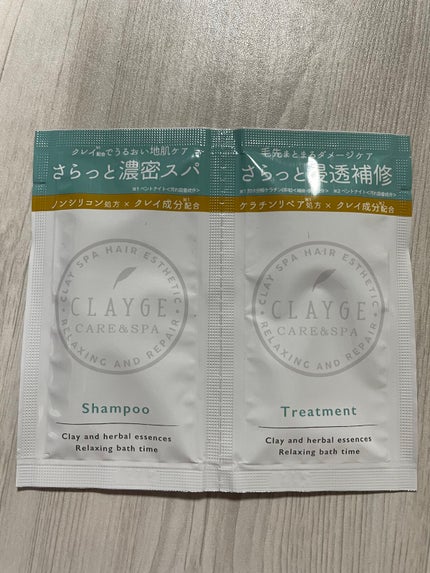 クレイ配合でうるおい地肌ケア
さらっと濃密スパ
ノンシリコン処方 × クレイ成分配合
CLAY SPA HAIR ESTHETIC
CLAYGE
CARE&SPA
RELAXING AND REPAIR
Shampoo
Clay and herbal essences
Relaxing bath time
毛先まとまるダメージケア
さらっと浸透補修
ケラチンリペア処方 × クレイ成分配合
CLAY SPA HAIR ESTHETIC
CLAYGE
CARE&SPA
RELAXING AND REPAIR
Treatment
Clay and herbal essences
Relaxing bath time